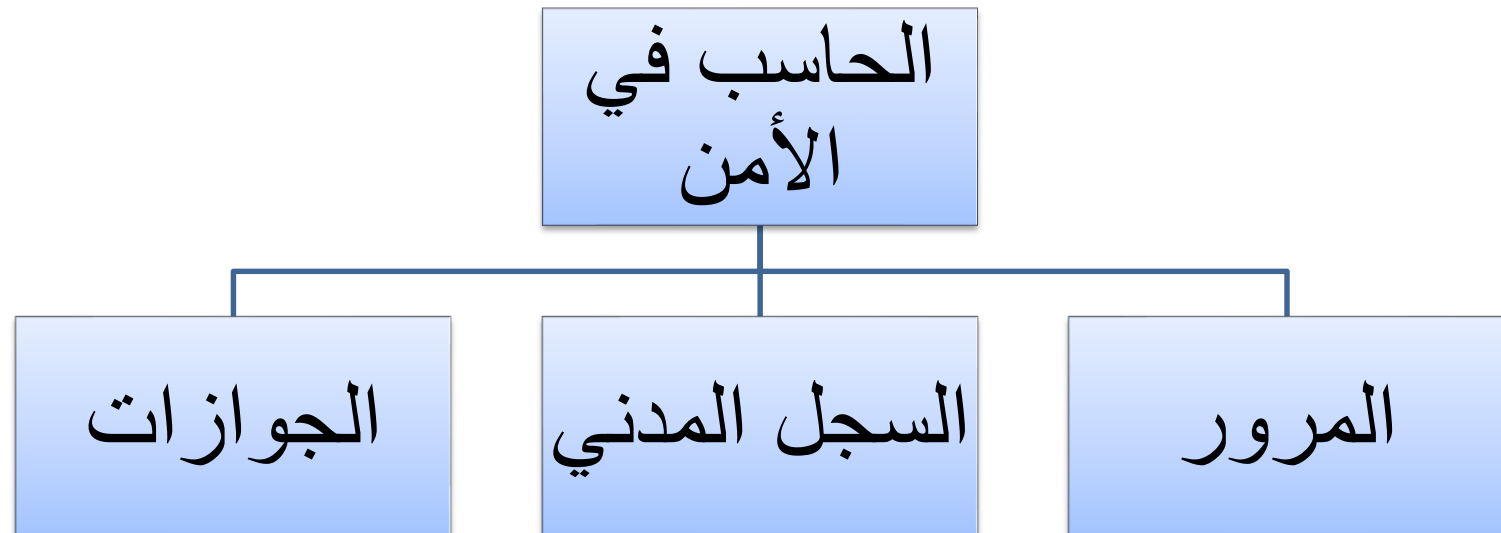 الحاسب في
الأمن
المرور
السجل المدني
الجوازات